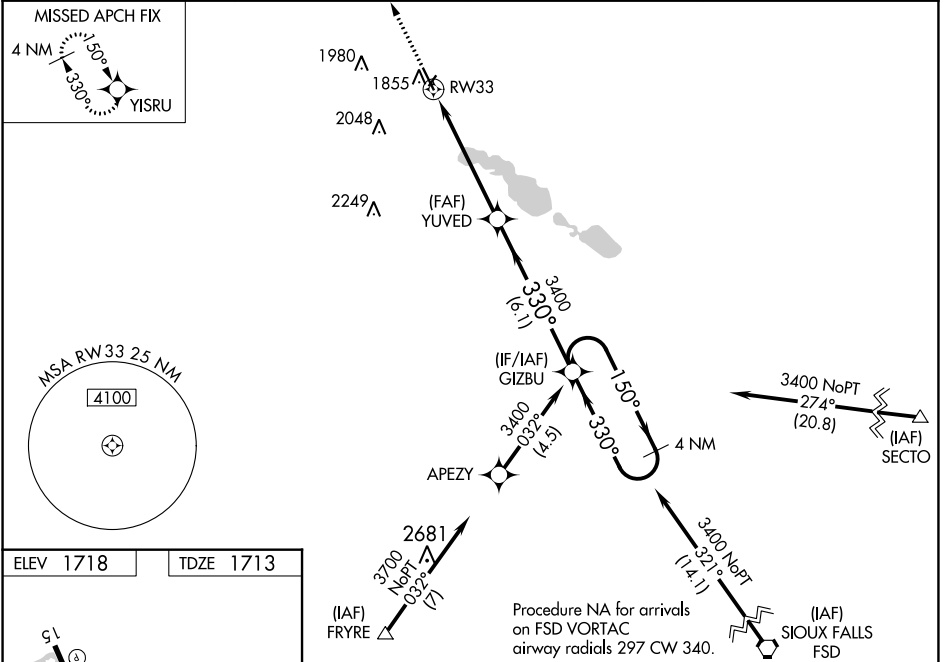 MISSED APCH FIX
4 NM
150°
330°
YISRU
1980
1855
RW33
2048
2249
(FAF)
YUVED
3400
330°
(6.1)
MSA RW33 25 NM
4100
(IF/IAF)
GIZBU
150°
330°
4 NM
3400 NoPT
274°
(20.8)
(IAF)
SECTO
3400
032°
(4.5)
APEZY
2681
3700
NoPT
032°
(7)
(IAF)
FRYRE
3400 NoPT
321°
(14.1)
(IAF)
SIOUX FALLS
FSD
Procedure NA for arrivals
on FSD VORTAC
airway radials 297 CW 340.
ELEV 1718
TDZE 1713
15
P